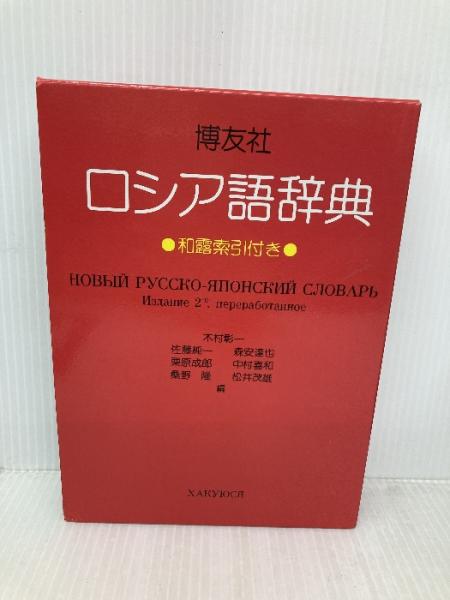 博友社
ロシア語辞典
●和露索引付き●
НОВЫЙ РУССКО-ЯПОНСКИЙ СЛОВАРЬ
Издание 2ᵒᵉ, переработанное
木村彰一
佐藤純一 森安達也
栗原成郎 中村喜和
桑野 隆 松井茂雄
編
ХАКУЮСЯ